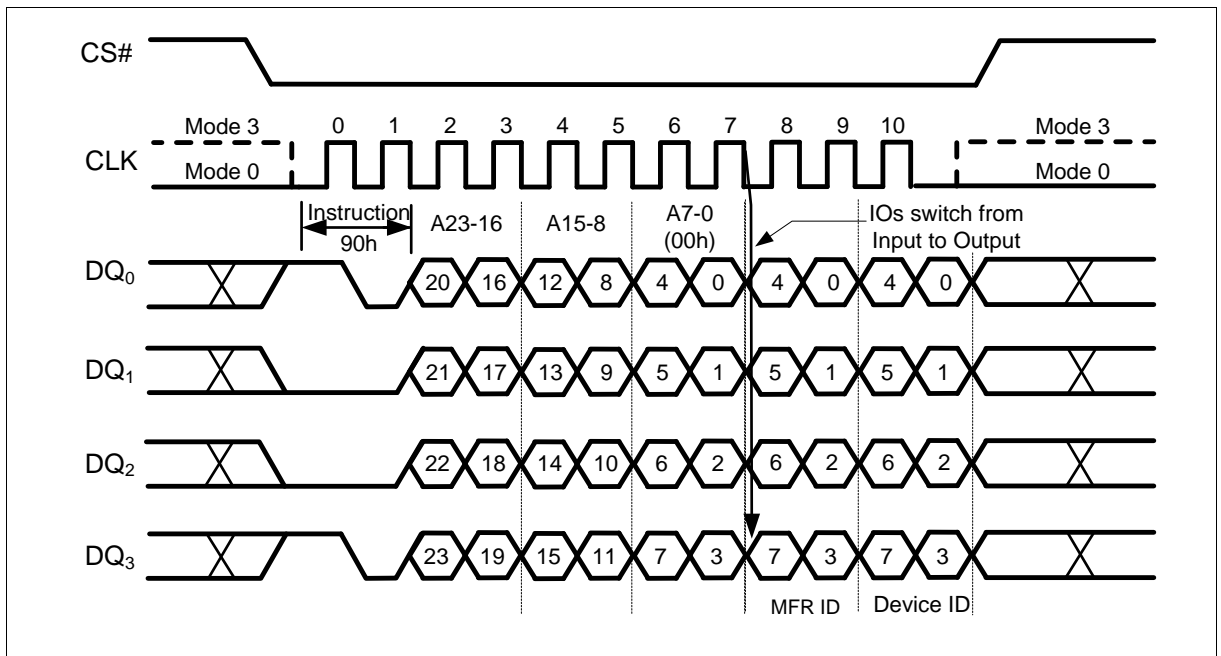 CS#
Mode 3
0 1 2 3 4 5 6 7 8 9 10
Mode 3
CLK
Mode 0
Mode 0
Instruction
90h
A23-16
A15-8
A7-0
(00h)
IOs switch from
Input to Output
DQ0
20 16 12 8 4 0 4 0 4 0
DQ1
21 17 13 9 5 1 5 1 5 1
DQ2
22 18 14 10 6 2 6 2 6 2
DQ3
23 19 15 11 7 3 7 3 7 3
MFR ID
Device ID